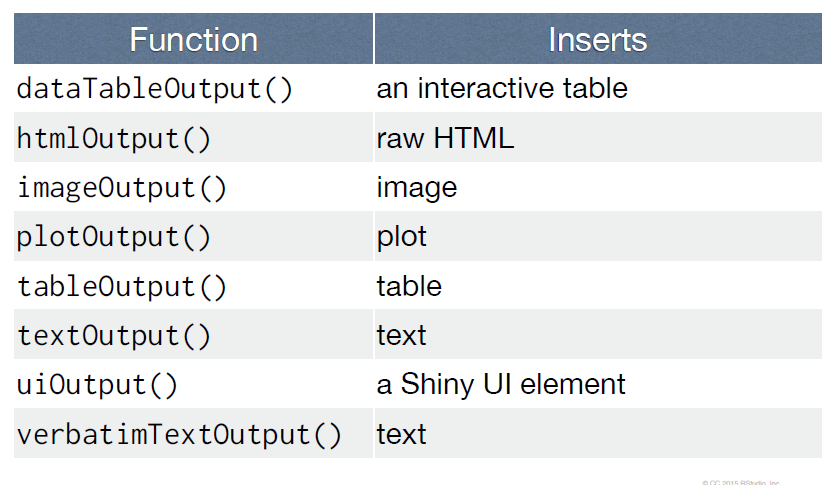 Function Inserts
dataTableOutput() an interactive table
htmlOutput() raw HTML
imageOutput() image
plotOutput() plot
tableOutput() table
textOutput() text
uiOutput() a Shiny UI element
verbatimTextOutput() text
© CC 2015 RStudio, Inc.